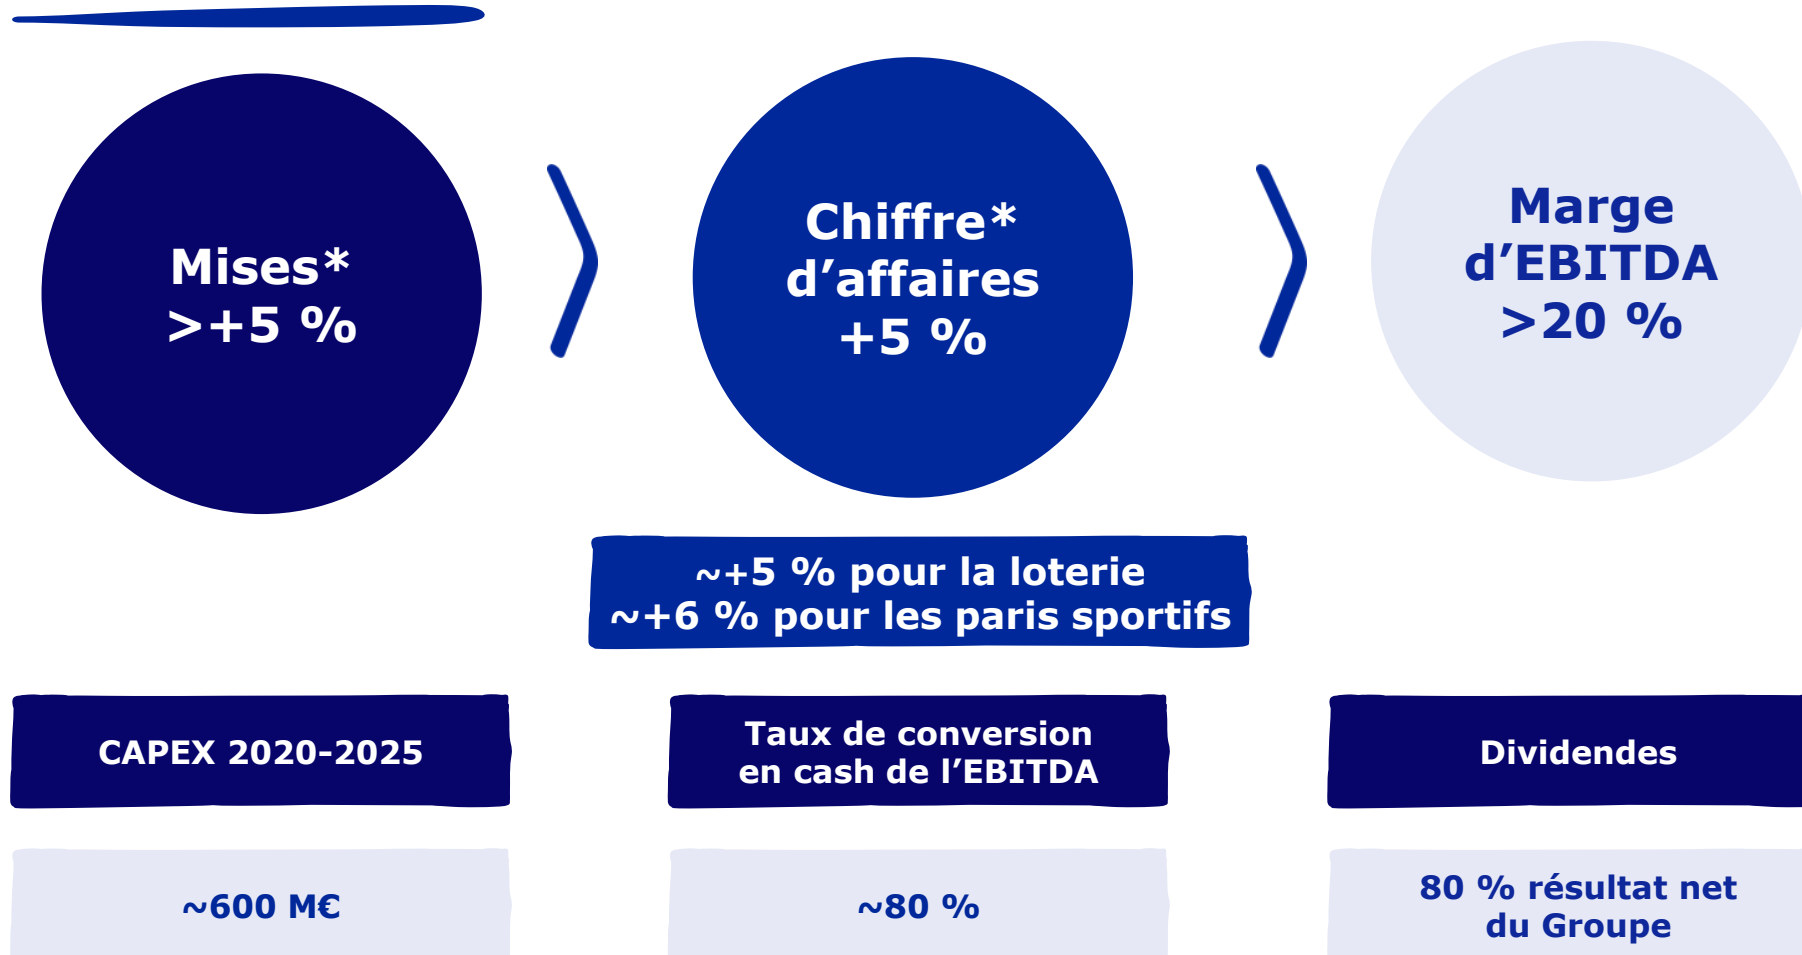 Mises*
>+5 %
Chiffre*
d’affaires
+5 %
Marge
d’EBITDA
>20 %
~+5 % pour la loterie
~+6 % pour les paris sportifs
CAPEX 2020–2025
Taux de conversion
en cash de l’EBITDA
Dividendes
~600 M€
~80 %
80 % résultat net
du Groupe